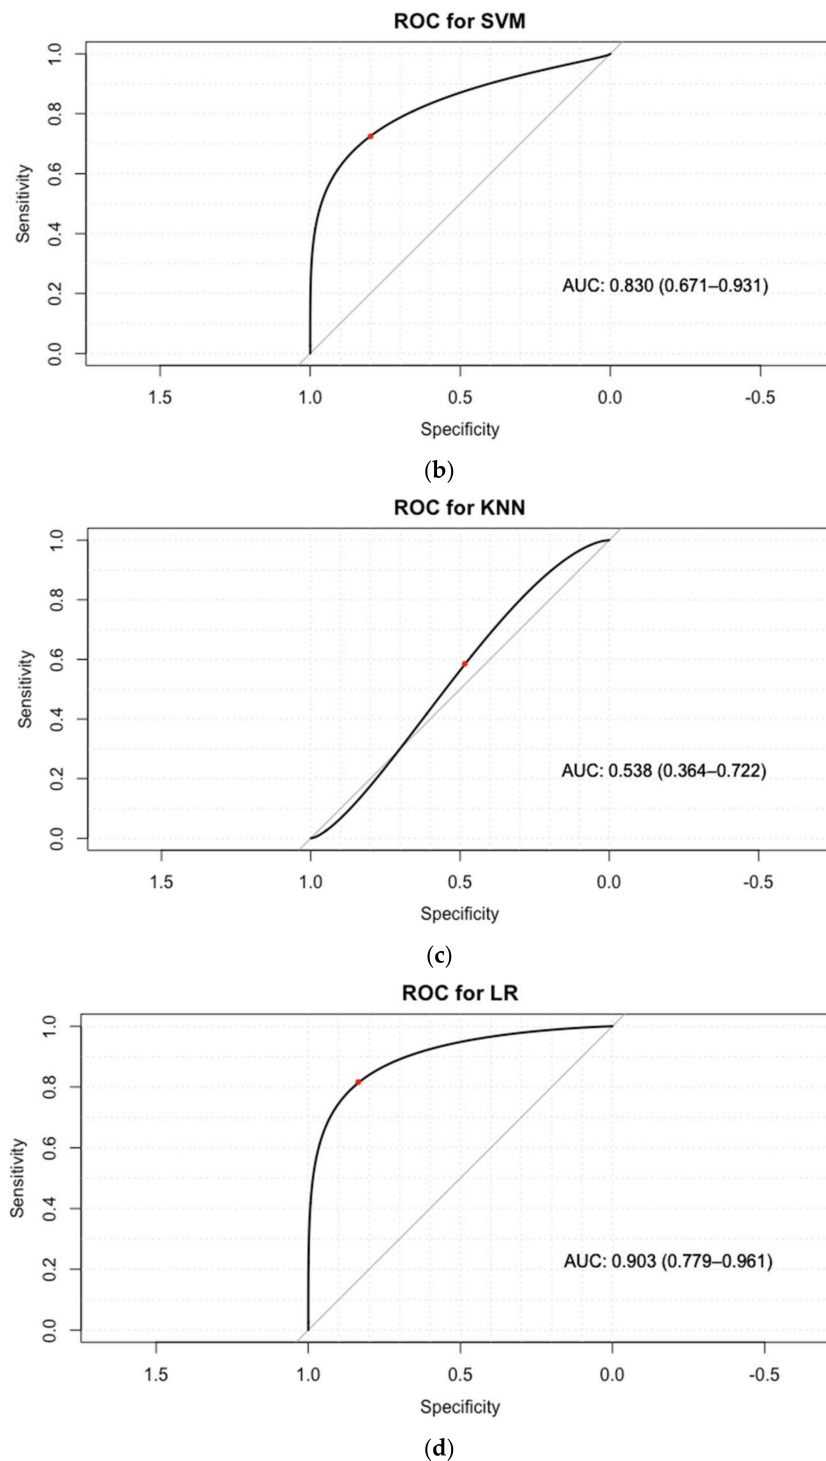 ROC for SVM
1.0
0.8
0.6
0.4
0.2
0.0
Sensitivity
AUC: 0.830 (0.671–0.931)
1.5 1.0 0.5 0.0 -0.5
Specificity
(b)
ROC for KNN
1.0
0.8
0.6
0.4
0.2
0.0
Sensitivity
AUC: 0.538 (0.364–0.722)
1.5 1.0 0.5 0.0 -0.5
Specificity
(c)
ROC for LR
1.0
0.8
0.6
0.4
0.2
0.0
Sensitivity
AUC: 0.903 (0.779–0.961)
1.5 1.0 0.5 0.0 -0.5
Specificity
(d)